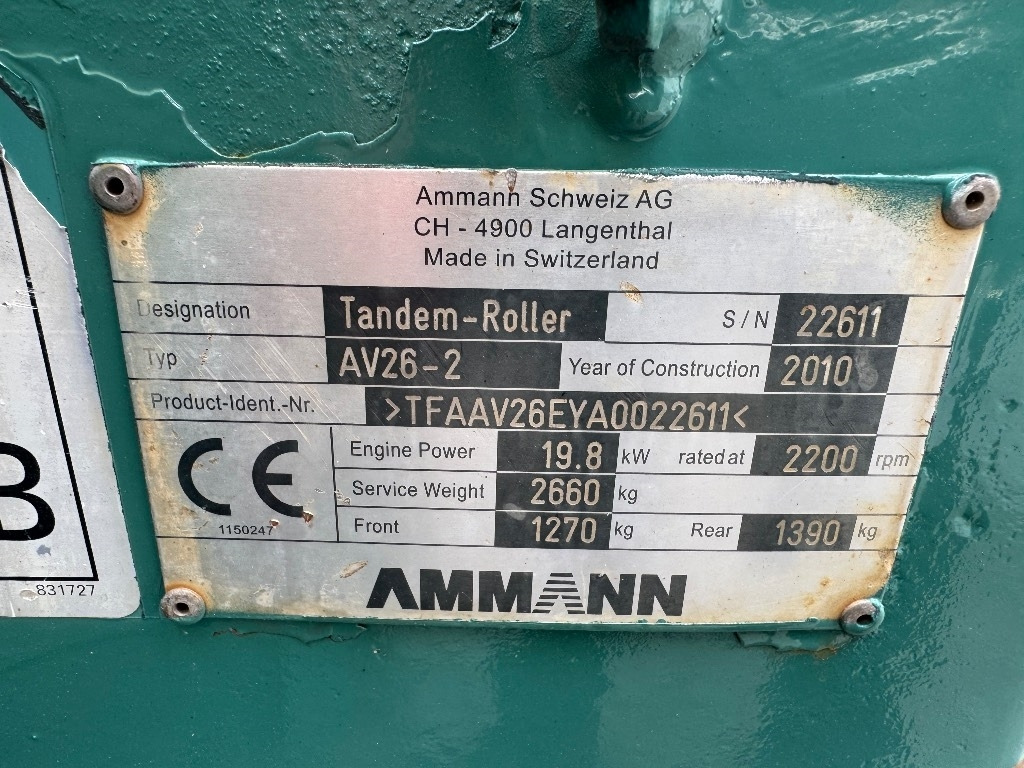 Ammann Schweiz AG
CH - 4900 Langenthal
Made in Switzerland
Designation Tandem-Roller S / N 22611
Typ AV26-2 Year of Construction 2010
Product-Ident.-Nr. >TFAAV26EYA0022611<
Engine Power 19.8 kW rated at 2200 rpm
Service Weight 2660 kg
Front 1270 kg Rear 1390 kg
CE
1150247
AMMANN
B
831727